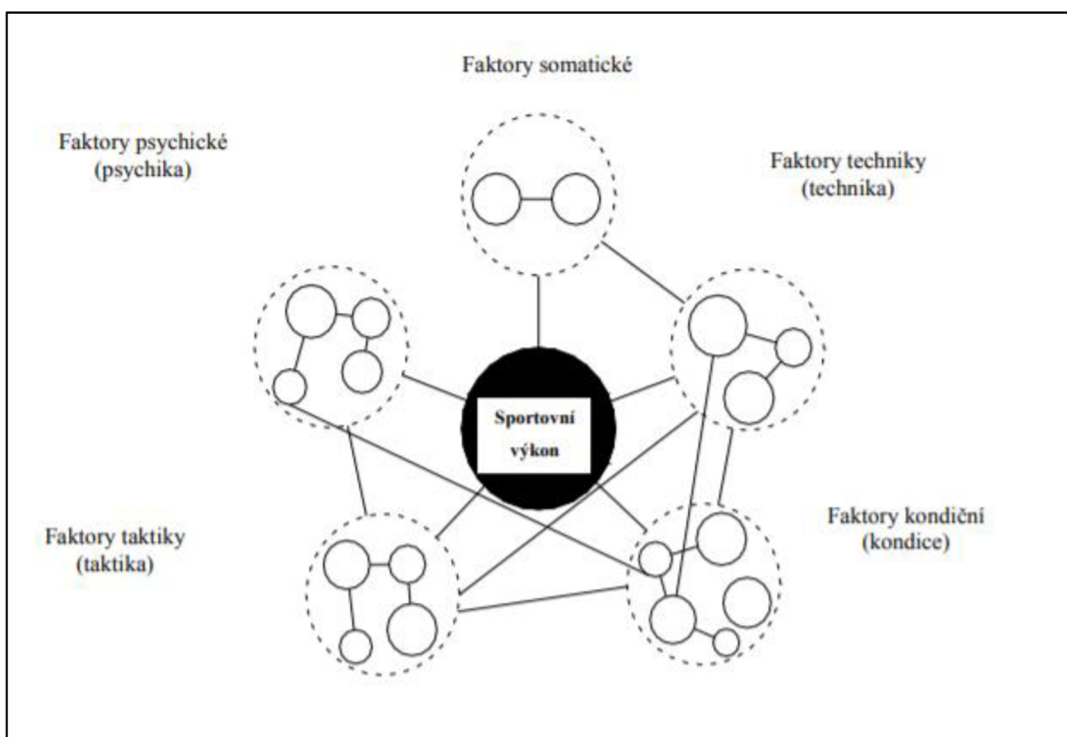 Faktory somatické
Faktory psychické
(psychika)
Faktory techniky
(technika)
Sportovní
výkon
Faktory taktiky
(taktika)
Faktory kondiční
(kondice)